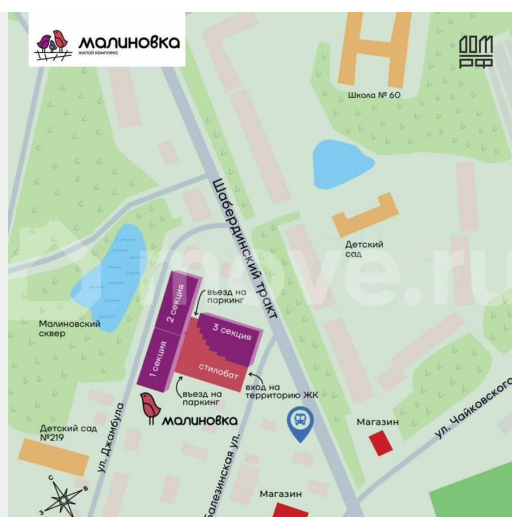 малиновка
жилой комплекс
ДОМ
РФ
Школа № 60
Шабердинский тракт
Детский
сад
move.ru
въезд на
паркинг
2 секция
3 секция
Малиновский
сквер
1 секция
стилобат
вход на
территорию ЖК
въезд на
паркинг
малиновка
Магазин
ул. Чайковского
Детский сад
№219
ул. Джамбула
балезинская ул.
Магазин
С
В
З